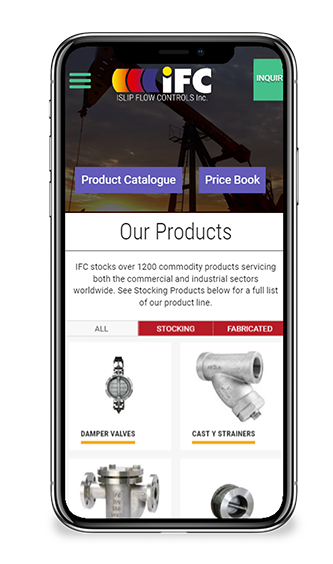 iFC
ISLIP FLOW CONTROLS Inc.
INQUIR
Product Catalogue
Price Book
Our Products
IFC stocks over 1200 commodity products servicing
both the commercial and industrial sectors
worldwide. See Stocking Products below for a full list
of our product line.
ALL
STOCKING
FABRICATED
DAMPER VALVES
CAST Y STRAINERS